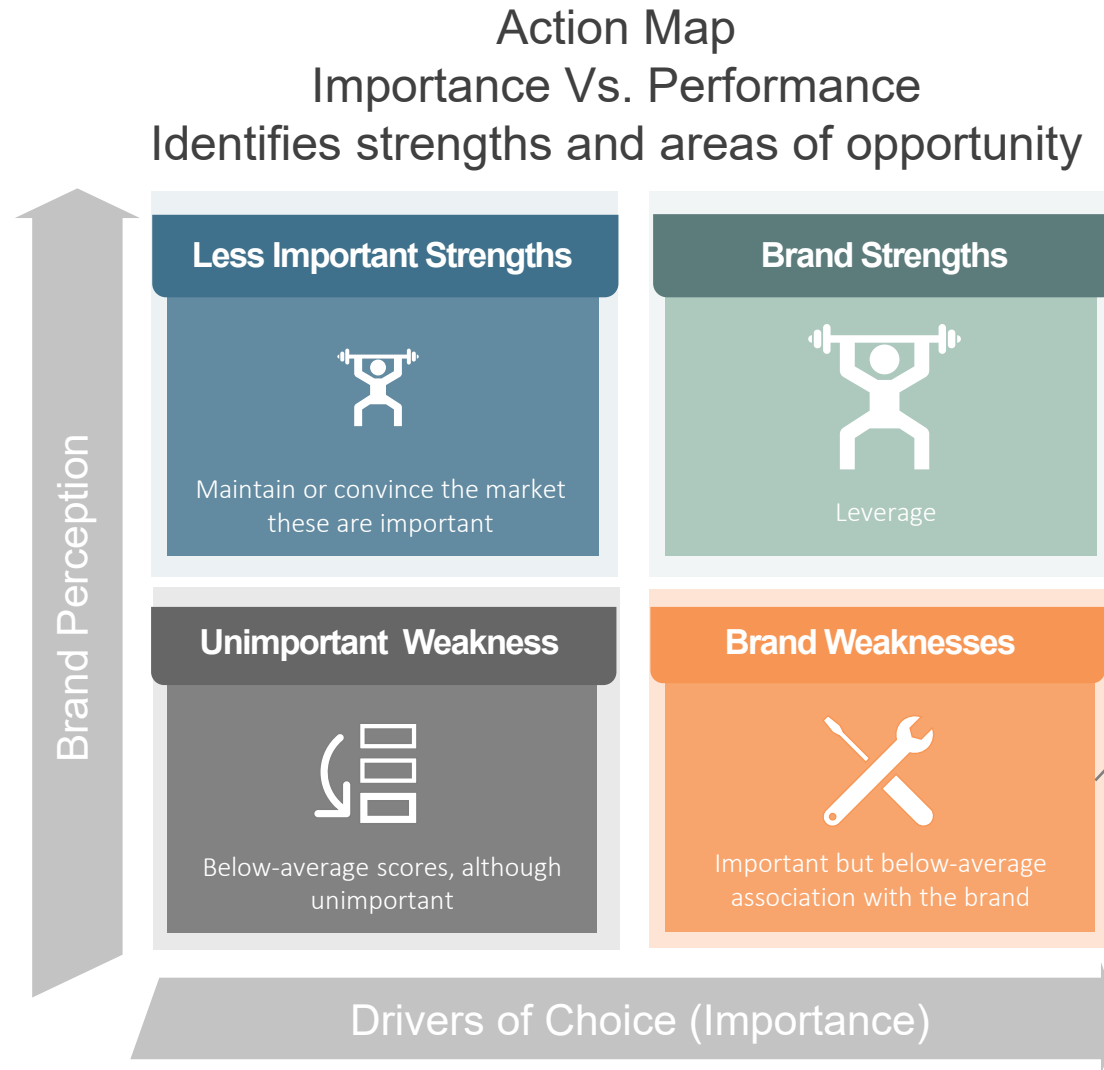 Action Map
Importance Vs. Performance
Identifies strengths and areas of opportunity
Less Important Strengths
Maintain or convince the market
these are important
Brand Strengths
Leverage
Unimportant Weakness
Below-average scores, although
unimportant
Brand Weaknesses
Important but below-average
association with the brand
Brand Perception
Drivers of Choice (Importance)